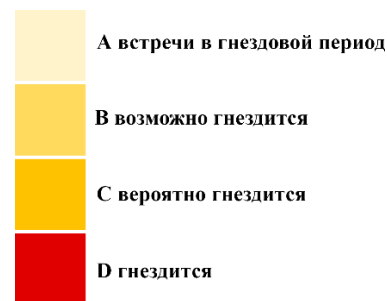 А встречи в гнездовой период
В возможно гнездится
С вероятно гнездится
D гнездится